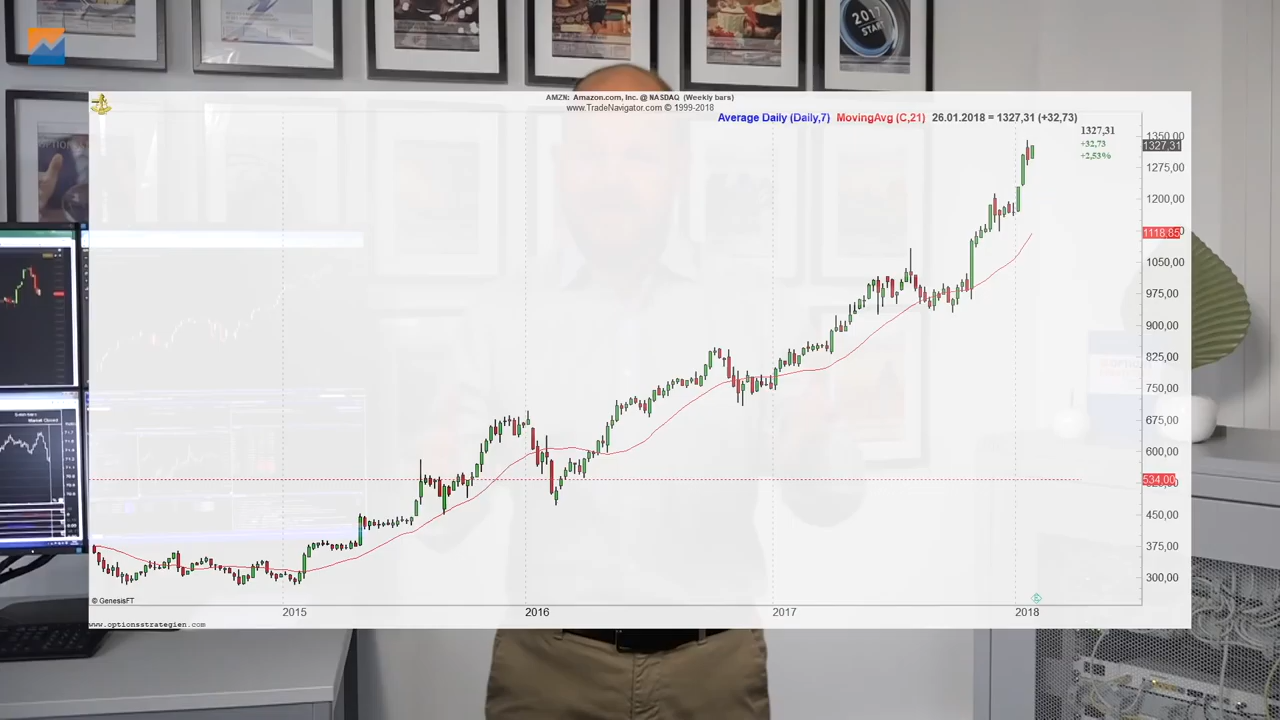 2017
START
AMZN: Amazon.com, Inc. @ NASDAQ (Weekly bars)
www.TradeNavigator.com © 1999-2018
Average Daily (Daily,7) MovingAvg (C,21) 26.01.2018 = 1327,31 (+32,73)
1327,31
+32,73
+2,53%
1350,00
1327,31
1275,00
1200,00
1118,85
1050,00
975,00
900,00
825,00
750,00
675,00
600,00
534,00
450,00
375,00
300,00
© GenesisFT
2015 2016 2017 2018
www.optionsstrategien.com